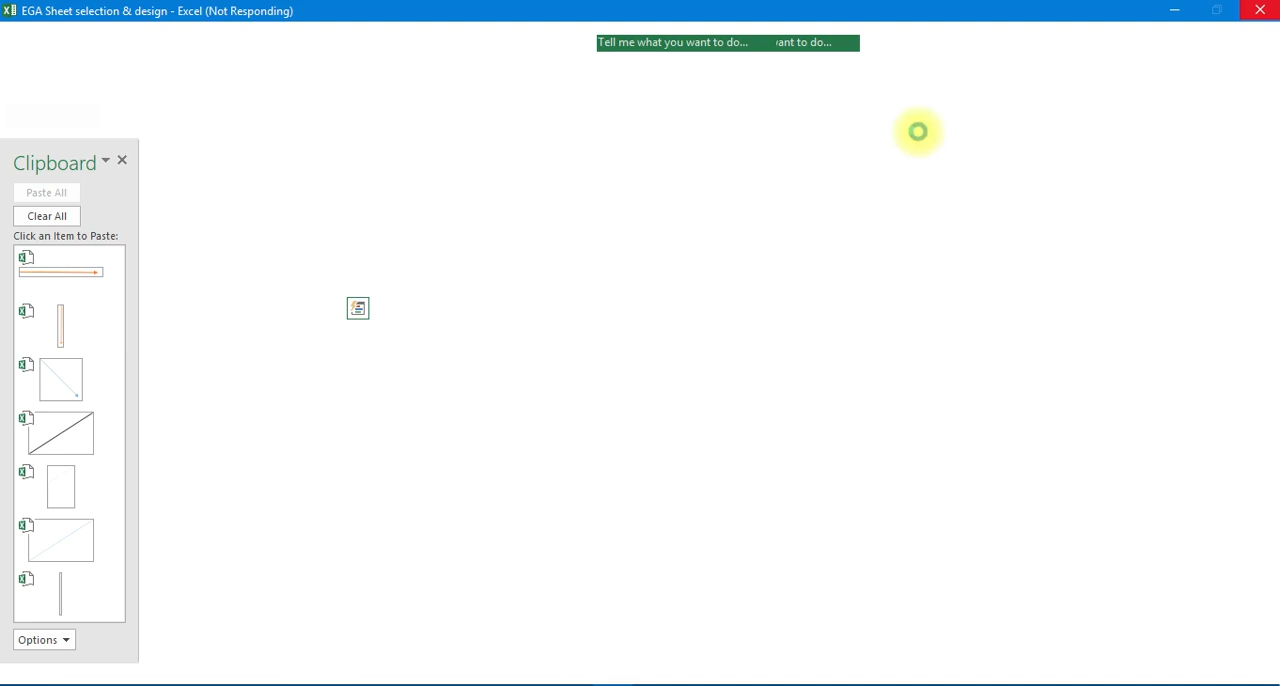 EGA Sheet selection & design - Excel (Not Responding)
Tell me what you want to do... ant to do...
Clipboard
Paste All
Clear All
Click an Item to Paste:
Options